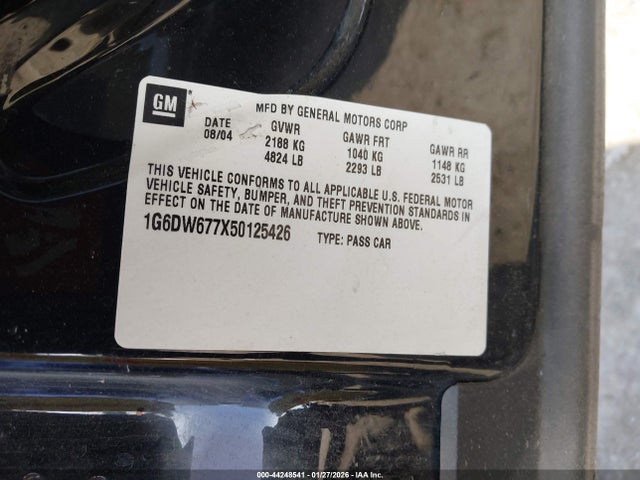 GM
MFD BY GENERAL MOTORS CORP
DATE GVWR GAWR FRT GAWR RR
08/04 2188 KG 1040 KG 1148 KG
4824 LB 2293 LB 2531 LB
THIS VEHICLE CONFORMS TO ALL APPLICABLE U.S. FEDERAL MOTOR
VEHICLE SAFETY, BUMPER, AND THEFT PREVENTION STANDARDS IN
EFFECT ON THE DATE OF MANUFACTURE SHOWN ABOVE.
1G6DW677X50125426 TYPE: PASS CAR
000-44248541 | 01/27/2026 - IAA Inc.